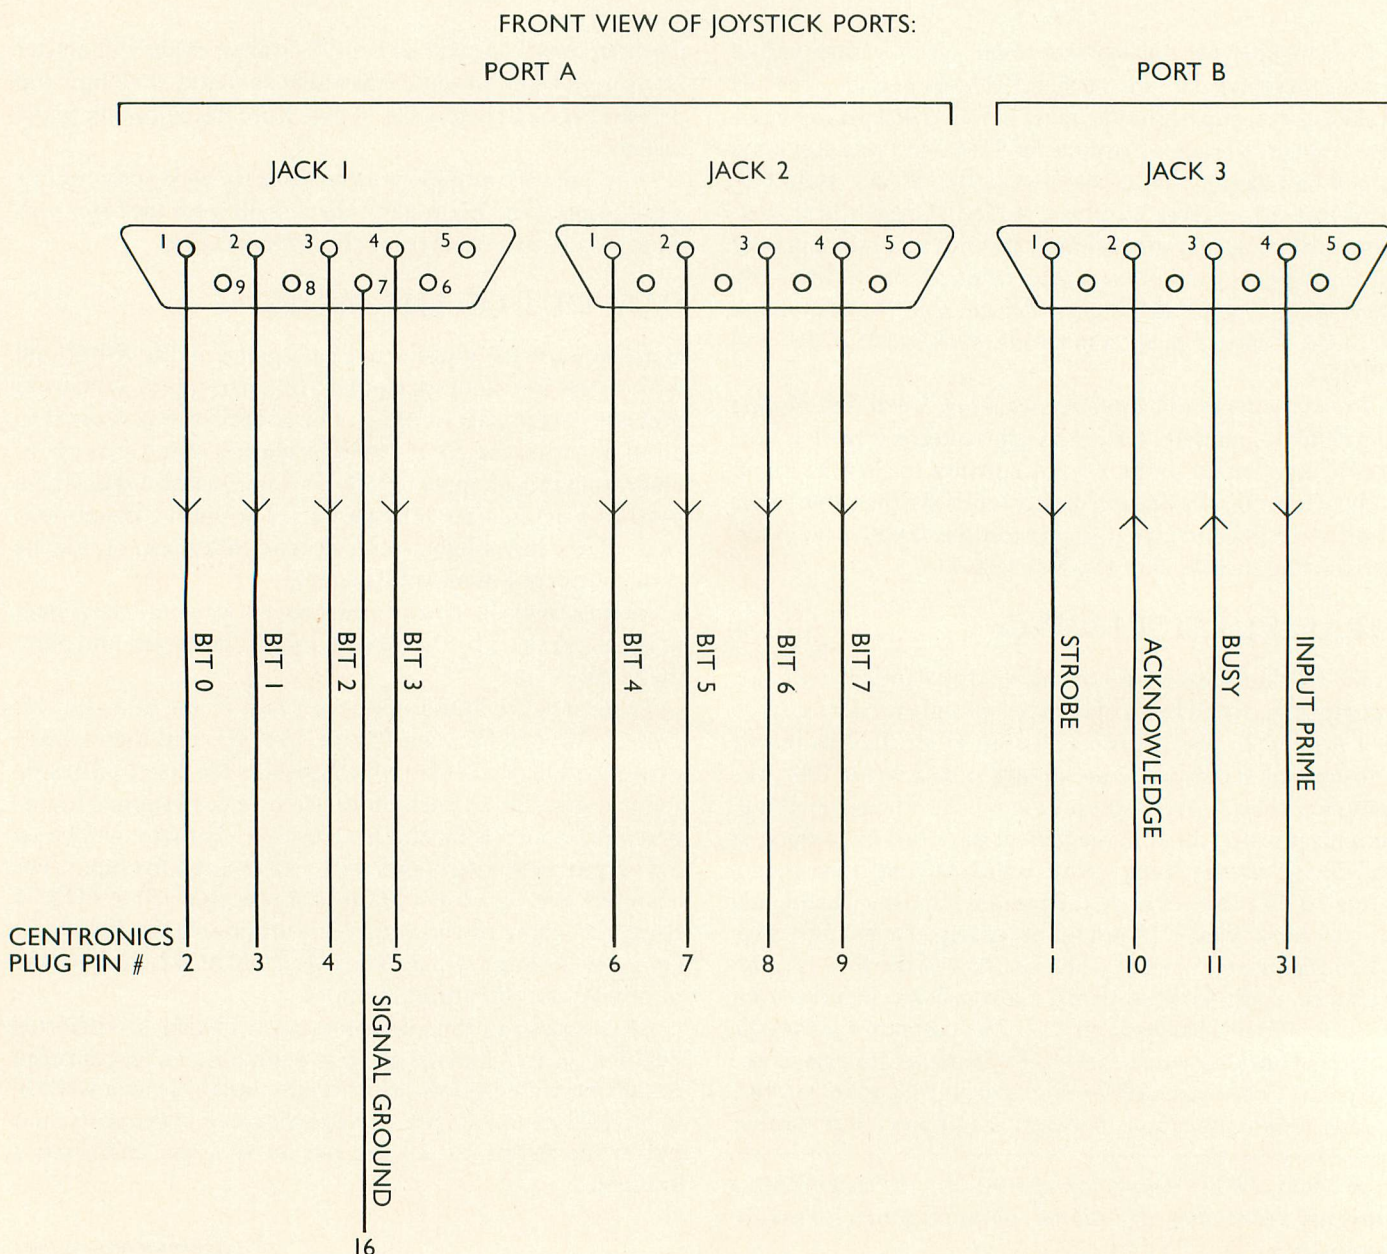 FRONT VIEW OF JOYSTICK PORTS:
PORT A
PORT B
JACK 1
JACK 2
JACK 3
1 2 3 4 5
9 8 7 6
1 2 3 4 5
1 2 3 4 5
BIT 0
BIT 1
BIT 2
BIT 3
BIT 4
BIT 5
BIT 6
BIT 7
STROBE
ACKNOWLEDGE
BUSY
INPUT PRIME
CENTRONICS
PLUG PIN # 2 3 4 5 6 7 8 9 1 10 11 31
SIGNAL GROUND
16